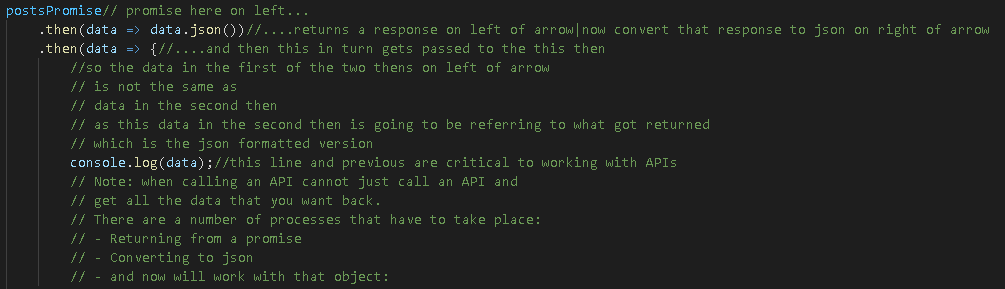 postsPromise// promise here on left...
.then(data => data.json())//....returns a response on left of arrow|now convert that response to json on right of arrow
.then(data => {//....and then this in turn gets passed to the this then
//so the data in the first of the two thens on left of arrow
// is not the same as
// data in the second then
// as this data in the second then is going to be referring to what got returned
// which is the json formatted version
console.log(data);//this line and previous are critical to working with APIs
// Note: when calling an API cannot just call an API and
// get all the data that you want back.
// There are a number of processes that have to take place:
// - Returning from a promise
// - Converting to json
// - and now will work with that object: